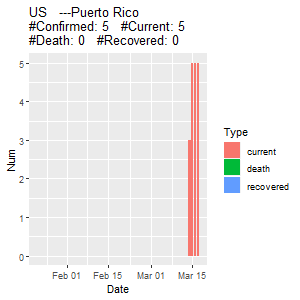 US   ---Puerto Rico
#Confirmed: 5   #Current: 5
#Death: 0   #Recovered: 0
5
4
3
2
1
0
Num
Feb 01
Feb 15
Mar 01
Mar 15
Date
Type
current
death
recovered